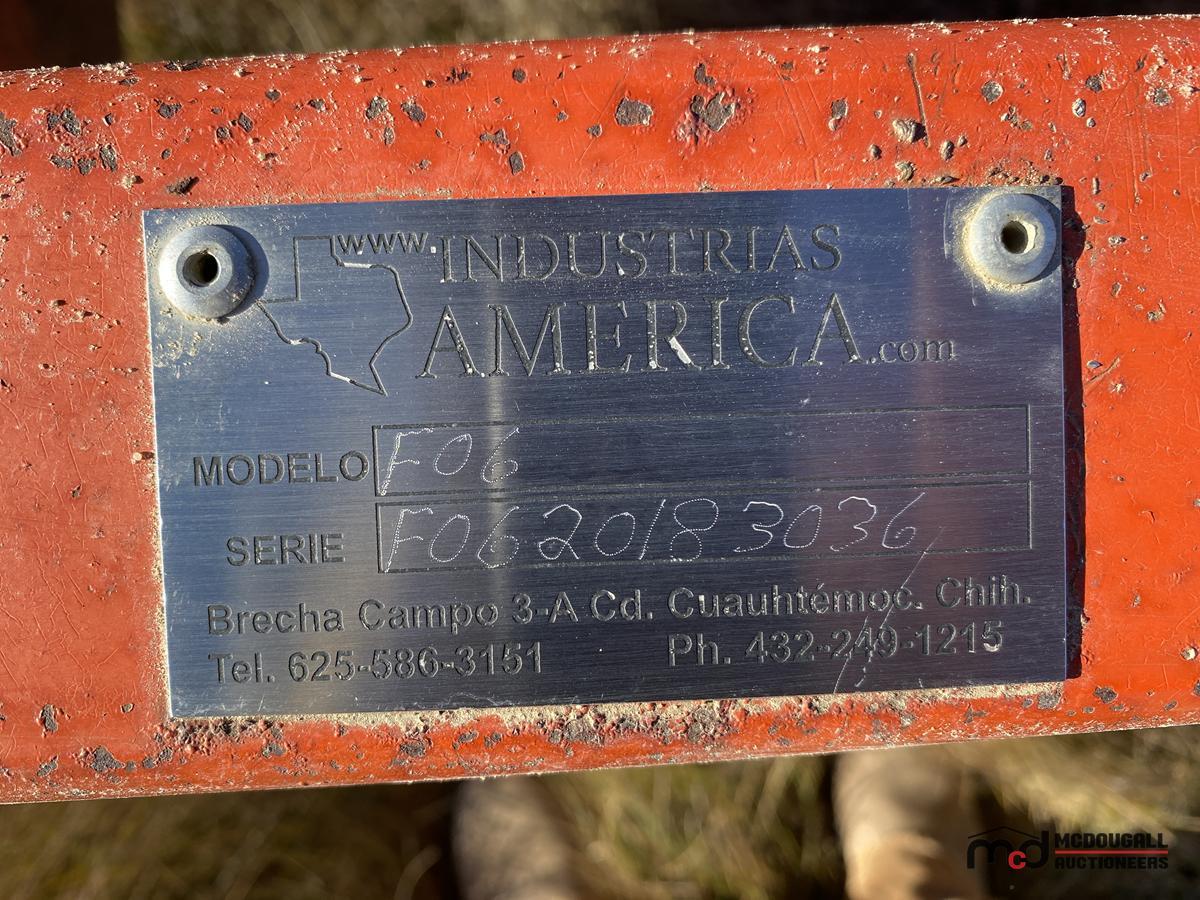 www.INDUSTRIAS
AMERICA.com
MODELO F06
SERIE F0620183036
Brecha Campo 3-A Cd. Cuauhtémoc. Chih.
Tel. 625-586-3151 Ph. 432-249-1215
mcd MCDOUGALL
AUCTIONEERS